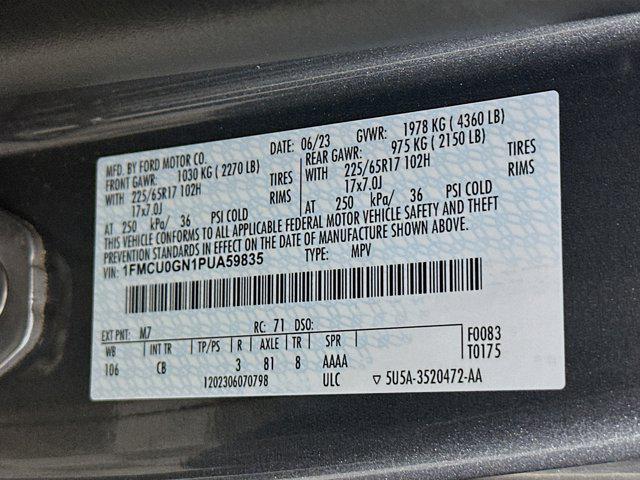 MFD. BY FORD MOTOR CO. DATE: 06/23 GVWR: 1978 KG ( 4360 LB)
FRONT GAWR: 1030 KG ( 2270 LB) REAR GAWR: 975 KG ( 2150 LB)
WITH 225/65R17 102H TIRES WITH 225/65R17 102H TIRES
17x7.0J RIMS 17x7.0J RIMS
AT 250 kPa/ 36 PSI COLD AT 250 kPa/ 36 PSI COLD
THIS VEHICLE CONFORMS TO ALL APPLICABLE FEDERAL MOTOR VEHICLE SAFETY AND THEFT
PREVENTION STANDARDS IN EFFECT ON THE DATE OF MANUFACTURE SHOWN ABOVE.
VIN: 1FMCU0GN1PUA59835 TYPE: MPV
EXT PNT: M7 RC: 71 DSO: F0083
WB INT TR TP/PS R AXLE TR SPR T0175
106 CB 3 81 8 AAAA
1202306070798 ULC ▽ 5U5A-3520472-AA